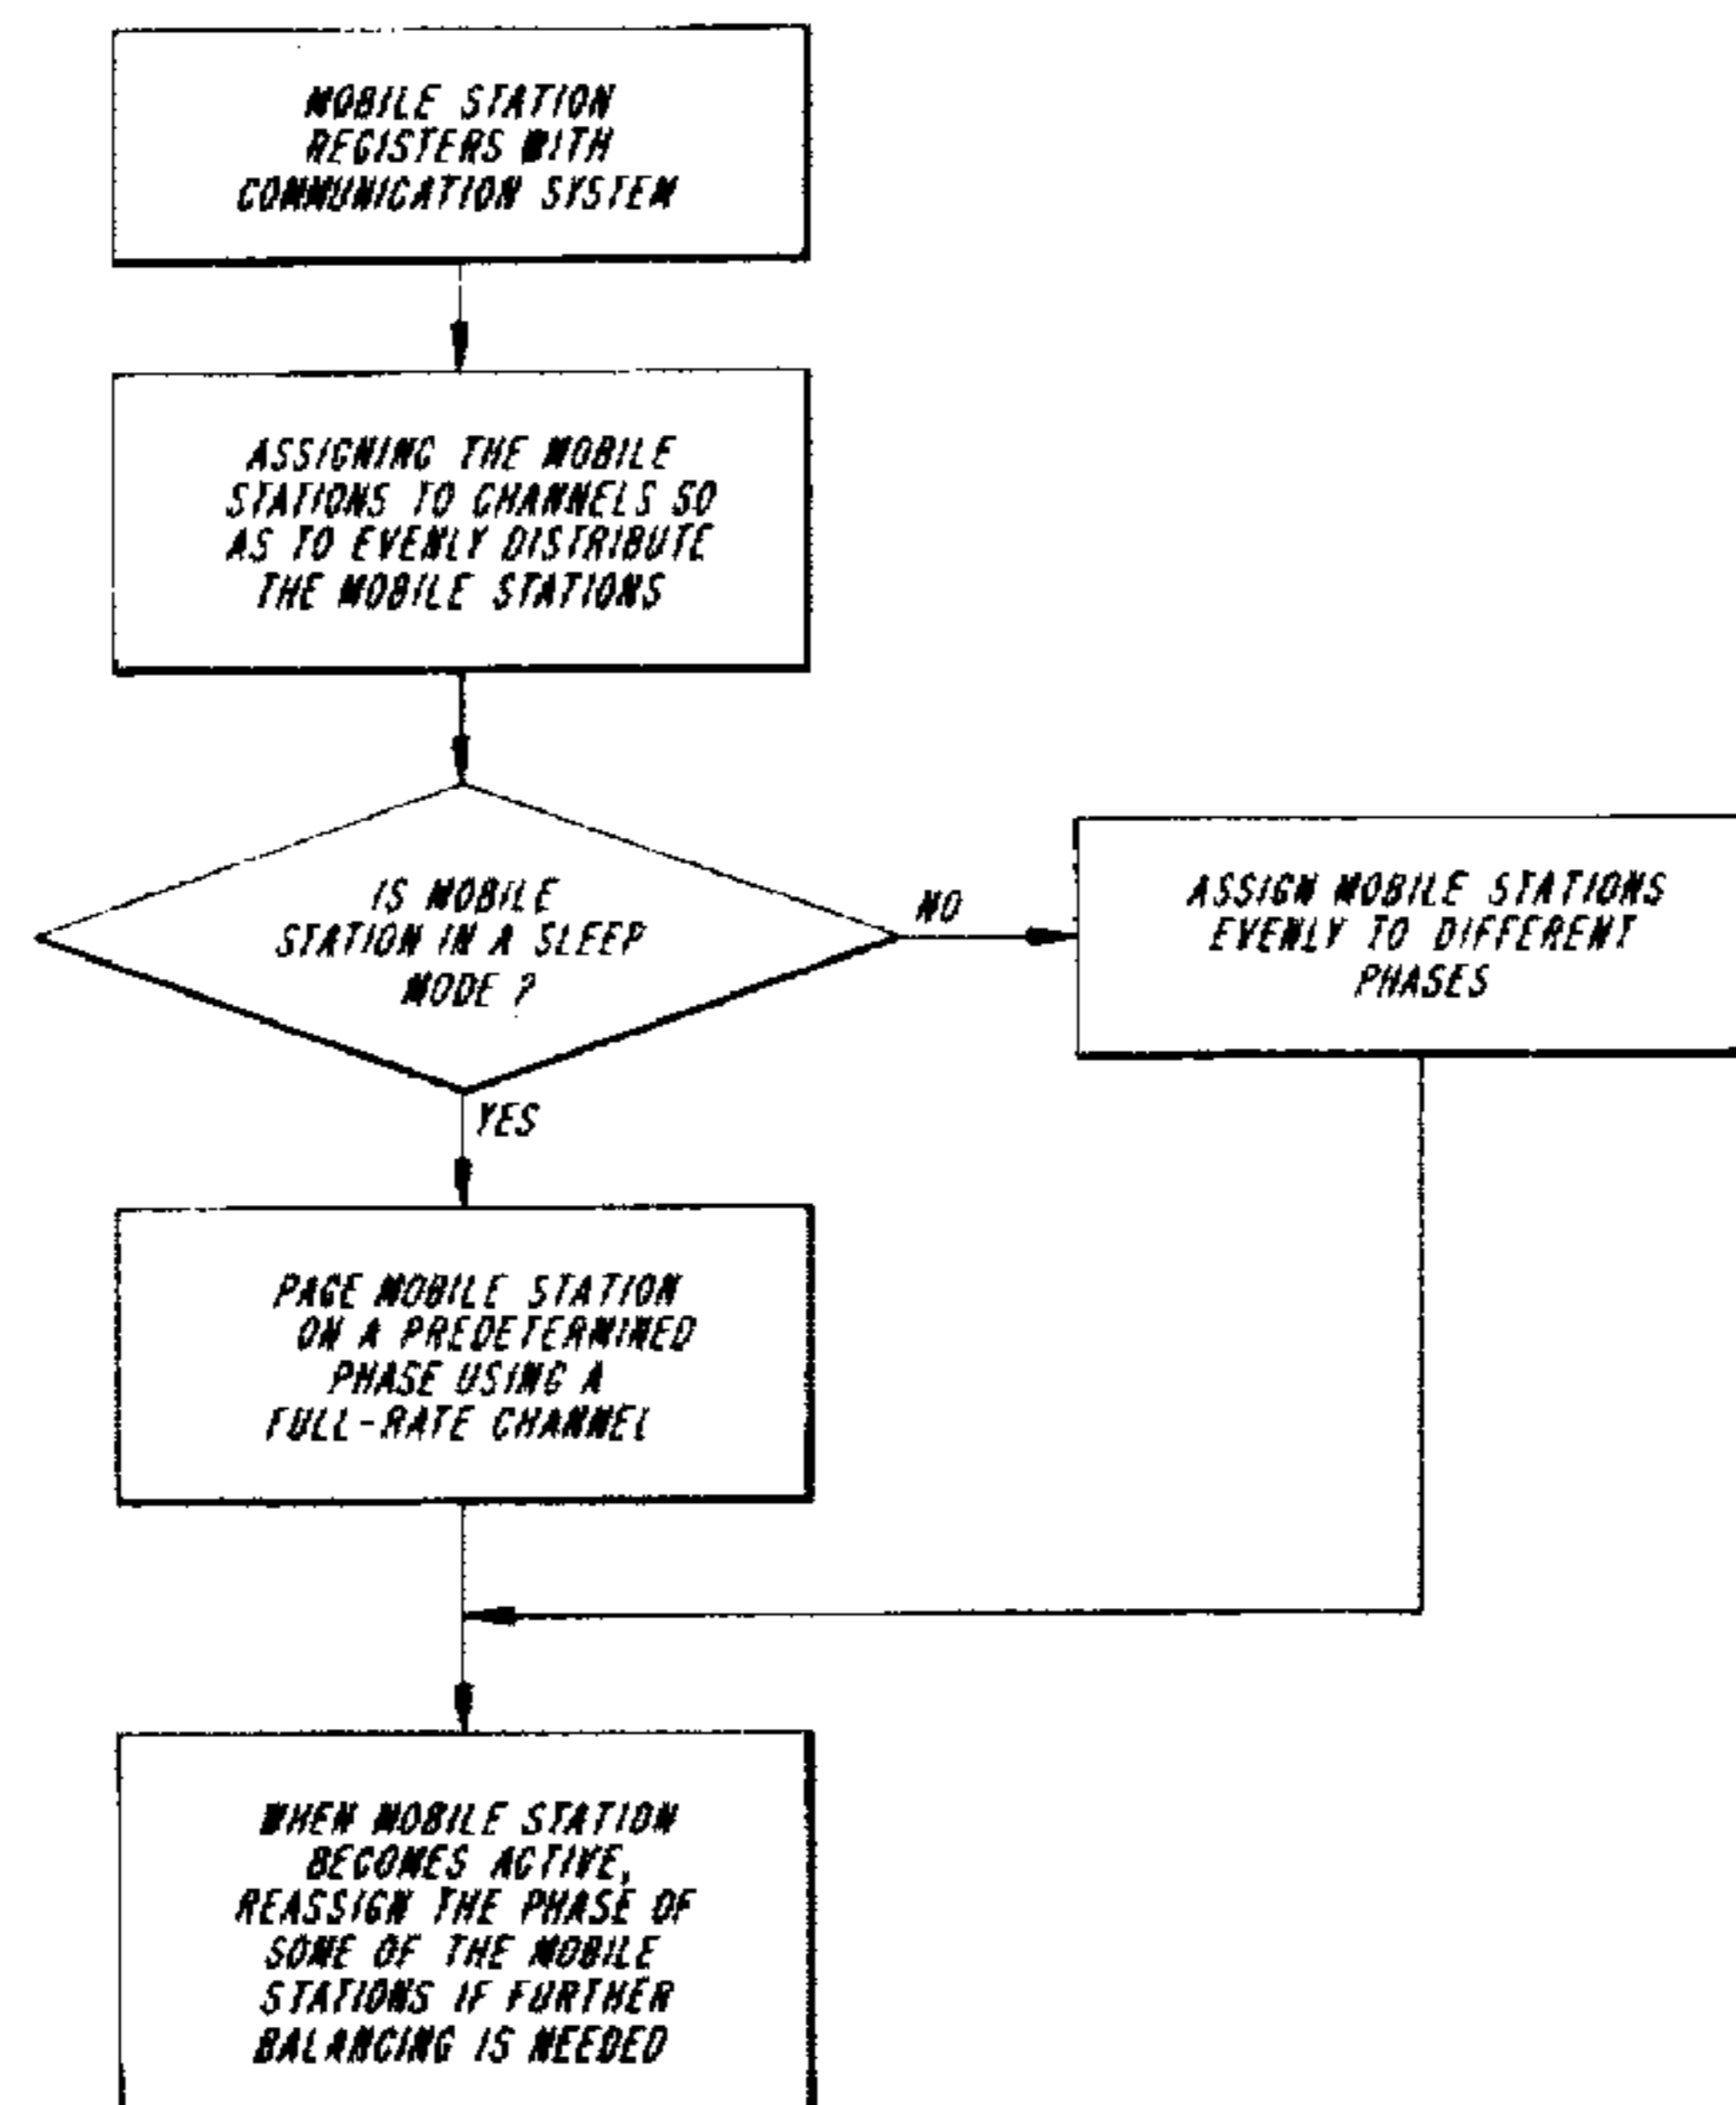 MOBILE STATION
REGISTERS WITH
COMMUNICATION SYSTEM
ASSIGNING THE MOBILE
STATIONS TO CHANNELS SO
AS TO EVENLY DISTRIBUTE
THE MOBILE STATIONS
IS MOBILE
STATION IN A SLEEP
MODE ?
NO
ASSIGN MOBILE STATIONS
EVENLY TO DIFFERENT
PHASES
YES
PAGE MOBILE STATION
ON A PREDETERMINED
PHASE USING A
FULL-RATE CHANNEL
WHEN MOBILE STATION
BECOMES ACTIVE,
REASSIGN THE PHASE OF
SOME OF THE MOBILE
STATIONS IF FURTHER
BALANCING IS NEEDED